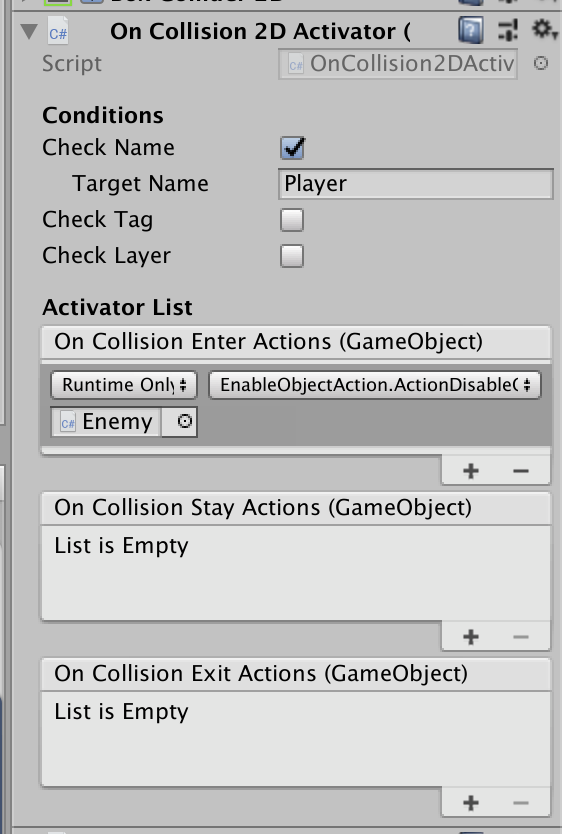 On Collision 2D Activator (
C#
Script
C# OnCollision2DActiv
Conditions
Check Name
Target Name Player
Check Tag
Check Layer
Activator List
On Collision Enter Actions (GameObject)
Runtime Only EnableObjectAction.ActionDisable
C# Enemy
On Collision Stay Actions (GameObject)
List is Empty
On Collision Exit Actions (GameObject)
List is Empty